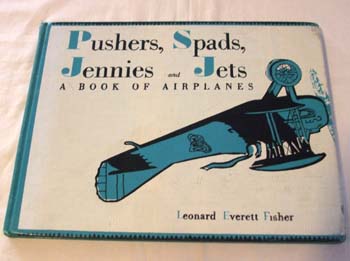 Pushers, Spads,
Jennies and Jets
A BOOK OF AIRPLANES
Leonard Everett Fisher